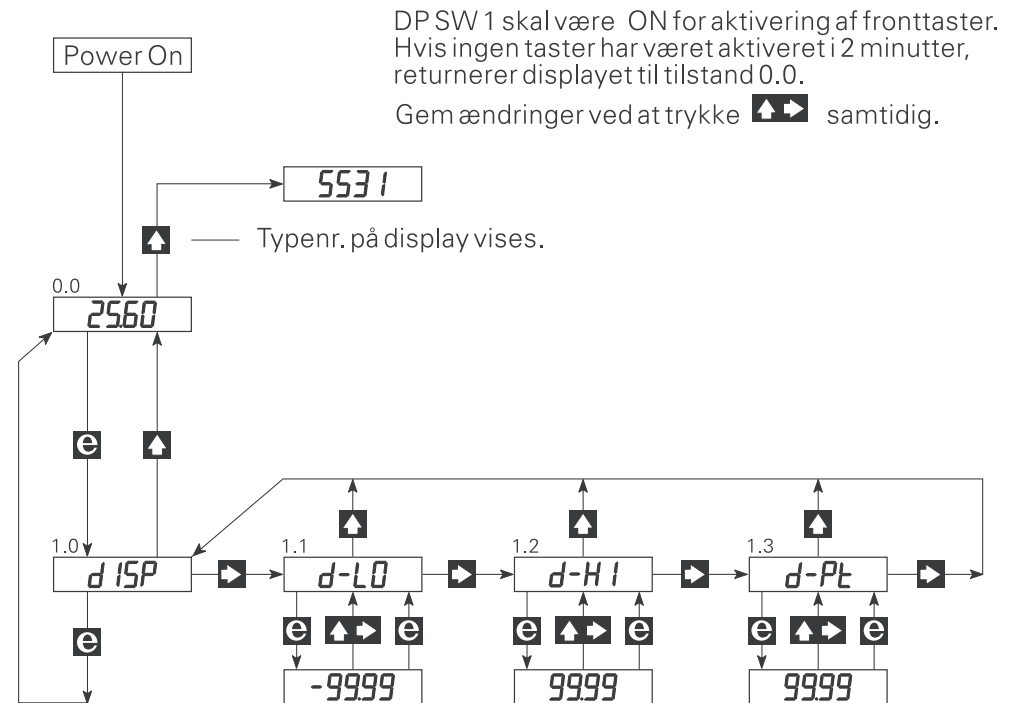 DP SW 1 skal være ON for aktivering af fronttaster.
Hvis ingen taster har været aktiveret i 2 minutter,
returnerer displayet til tilstand 0.0.
Gem ændringer ved at trykke samtidig.
Power On
5531
Typenr. på display vises.
0.0
25.60
e
1.0
dISP
1.1
d-LO
1.2
d-HI
1.3
d-Pt
e
e e
e e
e e
-99.99
99.99
99.99